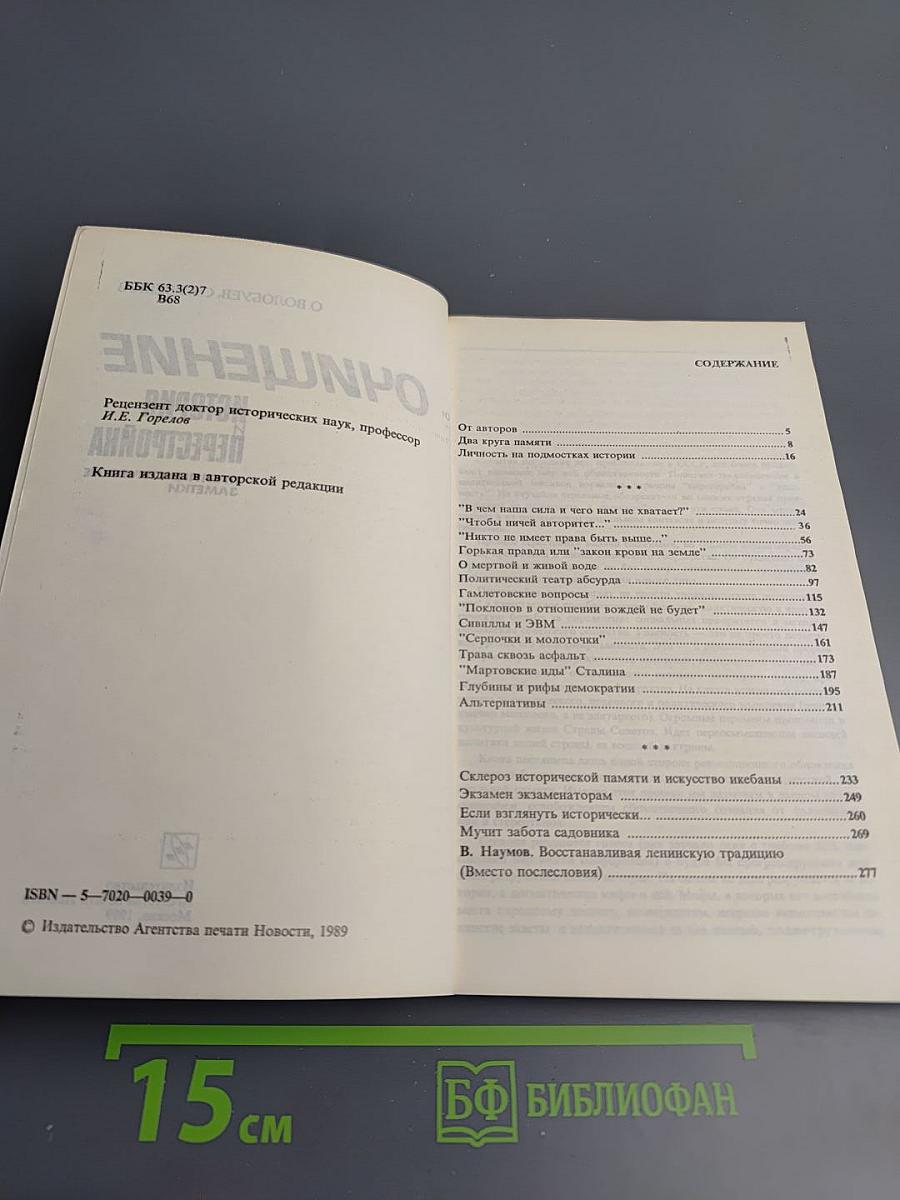 ББК 63.3(2)7
В68
О ВОЛОБУЕВ, С
ОЧИЩЕНИЕ
ИСТОРИЯ
И
ПЕРЕСТРОЙКА
ЗАМЕТКИ
Рецензент доктор исторических наук, профессор
И.Е. Горелов
Книга издана в авторской редакции
ISBN — 5—7020—0039—0
© Издательство Агентства печати Новости, 1989
СОДЕРЖАНИЕ
От авторов ... 5
Два круга памяти ... 8
Личность на подмостках истории ... 16
* * *
"В чем наша сила и чего нам не хватает?" ... 24
"Чтобы ничей авторитет..." ... 36
"Никто не имеет права быть выше..." ... 56
Горькая правда или "закон крови на земле" ... 73
О мертвой и живой воде ... 82
Политический театр абсурда ... 97
Гамлетовские вопросы ... 115
"Поклонов в отношении вождей не будет" ... 132
Сивиллы и ЭВМ ... 147
"Серпочки и молоточки" ... 161
Трава сквозь асфальт ... 173
"Мартовские иды" Сталина ... 187
Глубины и рифы демократии ... 195
Альтернативы ... 211
* * *
Склероз исторической памяти и искусство икебаны ... 233
Экзамен экзаменаторам ... 249
Если взглянуть исторически... ... 260
Мучит забота садовника ... 269
В. Наумов. Восстанавливая ленинскую традицию
(Вместо послесловия) ... 277
15 см
БФ БИБЛИОФАН